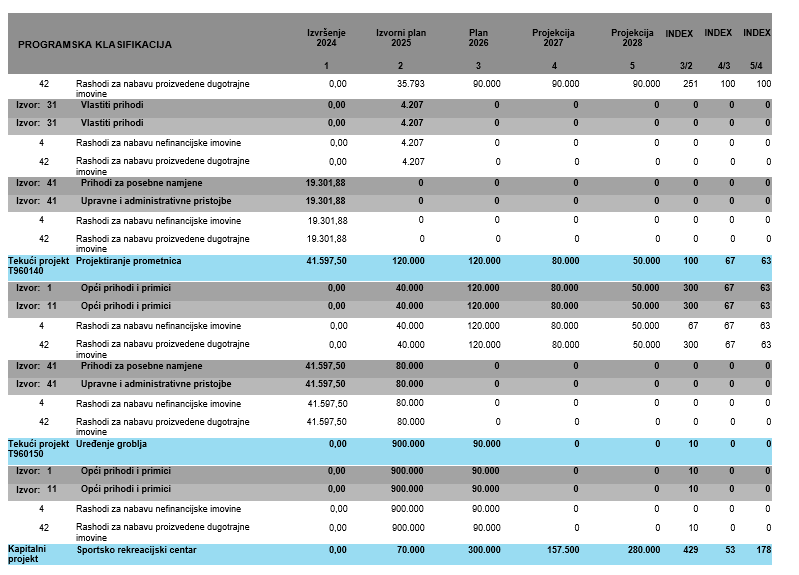 PROGRAMSKA KLASIFIKACIJA Izvršenje 2024 Izvorni plan 2025 Plan 2026 Projekcija 2027 Projekcija 2028 INDEX INDEX INDEX
1 2 3 4 5 3/2 4/3 5/4
42 Rashodi za nabavu proizvedene dugotrajne 0,00 35.793 90.000 90.000 90.000 251 100 100
imovine
Izvor: 31 Vlastiti prihodi 0,00 4.207 0 0 0 0 0 0
Izvor: 31 Vlastiti prihodi 0,00 4.207 0 0 0 0 0 0
4 Rashodi za nabavu nefinancijske imovine 0,00 4.207 0 0 0 0 0 0
42 Rashodi za nabavu proizvedene dugotrajne 0,00 4.207 0 0 0 0 0 0
imovine
Izvor: 41 Prihodi za posebne namjene 19.301,88 0 0 0 0 0 0 0
Izvor: 41 Upravne i administrativne pristojbe 19.301,88 0 0 0 0 0 0 0
4 Rashodi za nabavu nefinancijske imovine 19.301,88 0 0 0 0 0 0 0
42 Rashodi za nabavu proizvedene dugotrajne 19.301,88 0 0 0 0 0 0 0
imovine
Tekući projekt Projektiranje prometnica 41.597,50 120.000 120.000 80.000 50.000 100 67 63
T960140
Izvor: 1 Opći prihodi i primici 0,00 40.000 120.000 80.000 50.000 300 67 63
Izvor: 11 Opći prihodi i primici 0,00 40.000 120.000 80.000 50.000 300 67 63
4 Rashodi za nabavu nefinancijske imovine 0,00 40.000 120.000 80.000 50.000 67 67 63
42 Rashodi za nabavu proizvedene dugotrajne 0,00 40.000 120.000 80.000 50.000 300 67 63
imovine
Izvor: 41 Prihodi za posebne namjene 41.597,50 80.000 0 0 0 0 0 0
Izvor: 41 Upravne i administrativne pristojbe 41.597,50 80.000 0 0 0 0 0 0
4 Rashodi za nabavu nefinancijske imovine 41.597,50 80.000 0 0 0 0 0 0
42 Rashodi za nabavu proizvedene dugotrajne 41.597,50 80.000 0 0 0 0 0 0
imovine
Tekući projekt Uređenje groblja 0,00 900.000 90.000 0 0 10 0 0
T960150
Izvor: 1 Opći prihodi i primici 0,00 900.000 90.000 0 0 10 0 0
Izvor: 11 Opći prihodi i primici 0,00 900.000 90.000 0 0 10 0 0
4 Rashodi za nabavu nefinancijske imovine 0,00 900.000 90.000 0 0 0 0 0
42 Rashodi za nabavu proizvedene dugotrajne 0,00 900.000 90.000 0 0 10 0 0
imovine
Kapitalni Sportsko rekreacijski centar 0,00 70.000 300.000 157.500 280.000 429 53 178
projekt